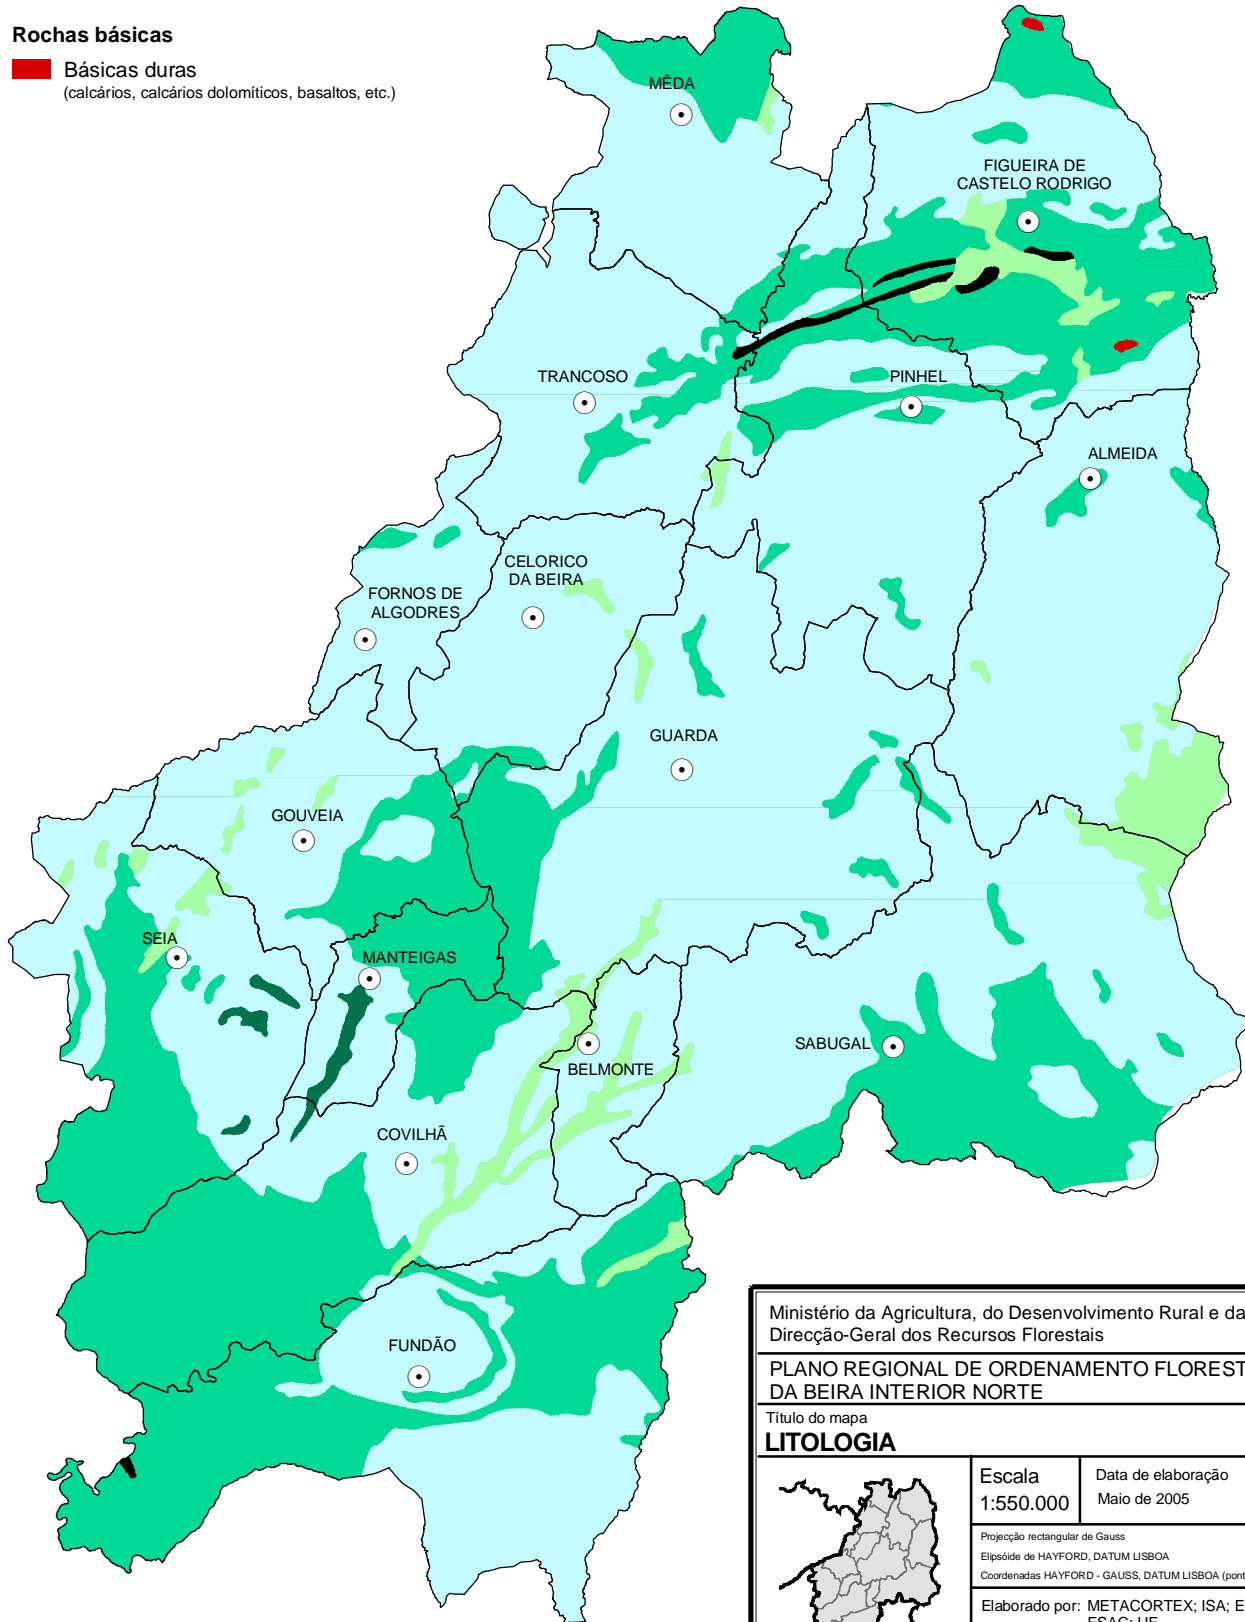 Rochas básicas
Básicas duras
(calcários, calcários dolomíticos, basaltos, etc.)
MÊDA
FIGUEIRA DE
CASTELO RODRIGO
TRANCOSO
PINHEL
ALMEIDA
CELORICO
DA BEIRA
FORNOS DE
ALGODRES
GUARDA
GOUVEIA
SEIA
MANTEIGAS
SABUGAL
BELMONTE
COVILHÃ
FUNDÃO
Ministério da Agricultura, do Desenvolvimento Rural e da
Direcção-Geral dos Recursos Florestais
PLANO REGIONAL DE ORDENAMENTO FLOREST
DA BEIRA INTERIOR NORTE
Título do mapa
LITOLOGIA
Escala
1:550.000
Data de elaboração
Maio de 2005
Projecção rectangular de Gauss
Elipsóide de HAYFORD, DATUM LISBOA
Coordenadas HAYFORD - GAUSS, DATUM LISBOA (pont
Elaborado por: METACORTEX; ISA; E